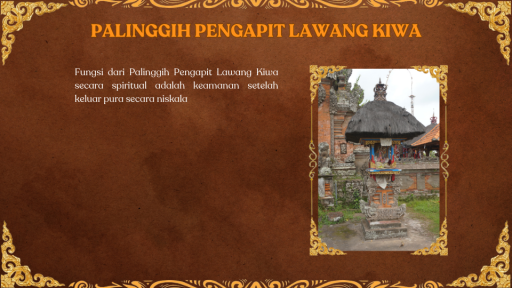 PALINGGIH PENGAPIT LAWANG KIWA
Fungsi dari Palinggih Pengapit Lawang Kiwa
secara spiritual adalah keamanan setelah
keluar pura secara niskala